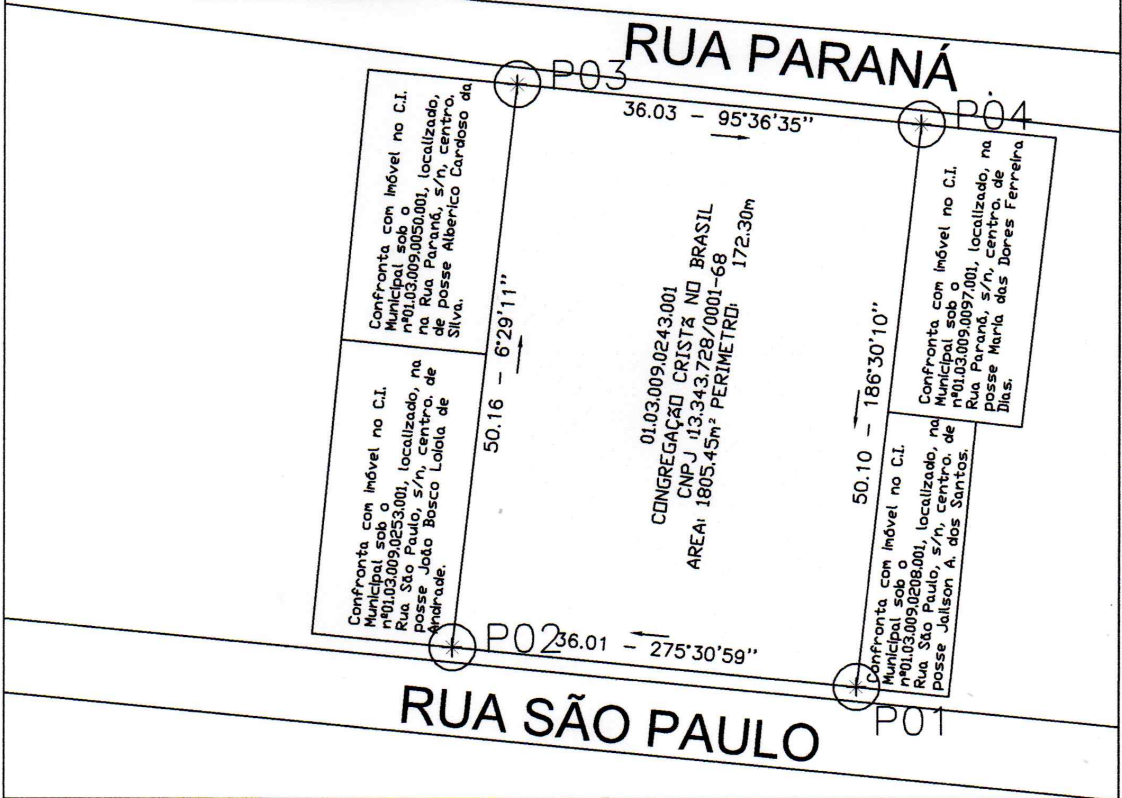 RUA PARANÁ
P03
36.03 - 95°36'35"
P04
Confronta com imóvel no C.I.
Municipal sob o
nº01.03.009.0050.001, localizado,
na Rua Paraná, s/n, centro.
de posse Alberico Cardoso da
Silva.
Confronta com imóvel no C.I.
Municipal sob o
nº01.03.009.0253.001, localizado, na
Rua São Paulo, s/n, centro. de
posse João Bosco Loiola de
Andrade.
50.16 - 6°29'11"
01.03.009.0243.001
CONGREGAÇÃO CRISTÃ NO BRASIL
CNPJ :13.343.728/0001-68
AREA: 1805.45m² PERIMETRO: 172.30m
50.10 - 186°30'10"
Confronta com imóvel no C.I.
Municipal sob o
nº01.03.009.0097.001, localizado, na
Rua Paraná, s/n, centro. de
posse Maria das Dores Ferreira
Dias.
Confronta com imóvel no C.I.
Municipal sob o
nº01.03.009.0208.001, localizado, na
Rua São Paulo, s/n, centro. de
posse Jailson A. dos Santos.
P02
36.01 - 275°30'59"
P01
RUA SÃO PAULO